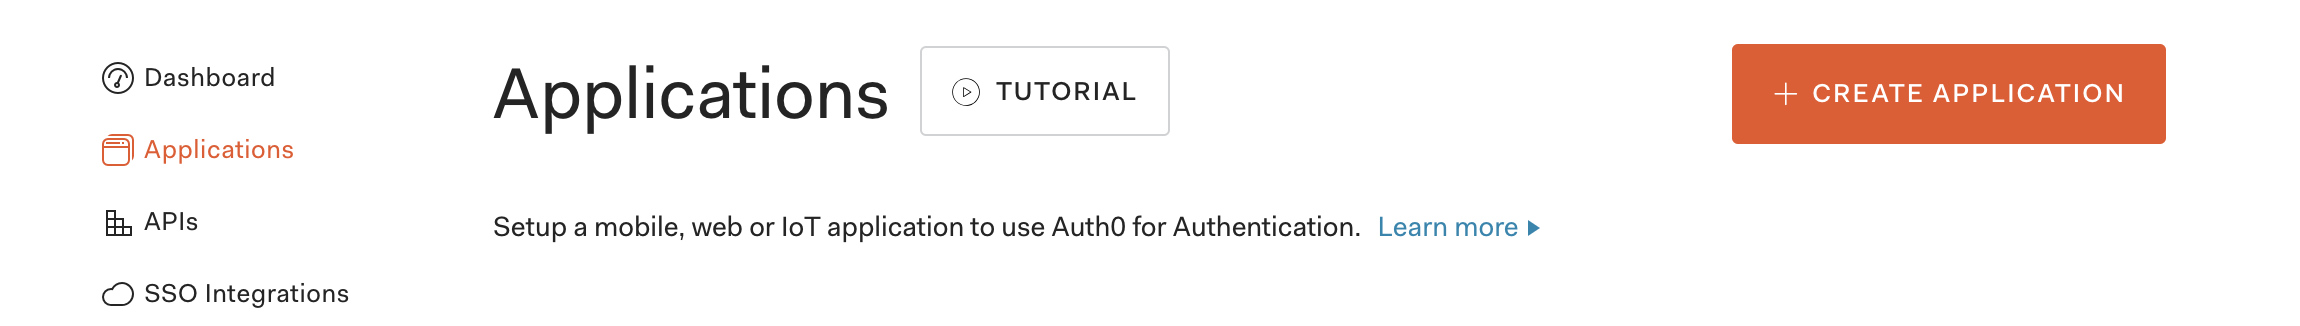 Dashboard
Applications
APIs
SSO Integrations
Applications
TUTORIAL
CREATE APPLICATION
Setup a mobile, web or IoT application to use Auth0 for Authentication. Learn more